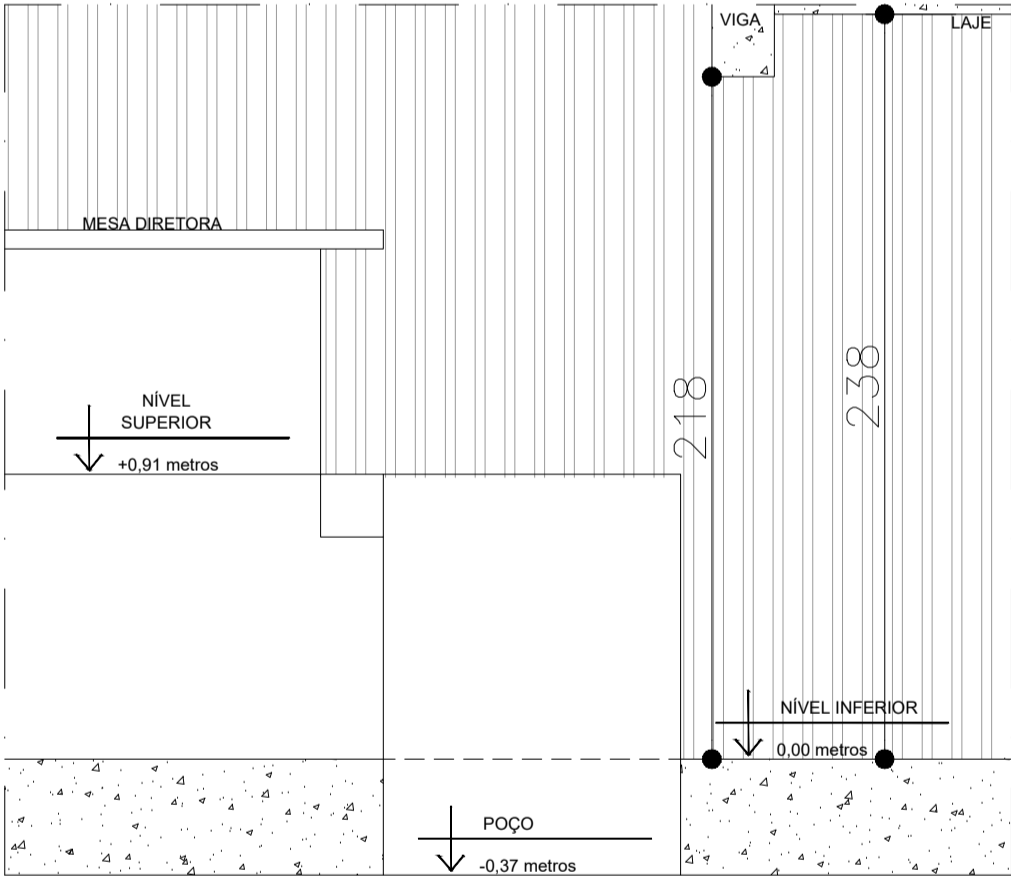 VIGA
LAJE
MESA DIRETORA
218
238
NÍVEL
SUPERIOR
+0,91 metros
NÍVEL INFERIOR
0,00 metros
POÇO
-0,37 metros